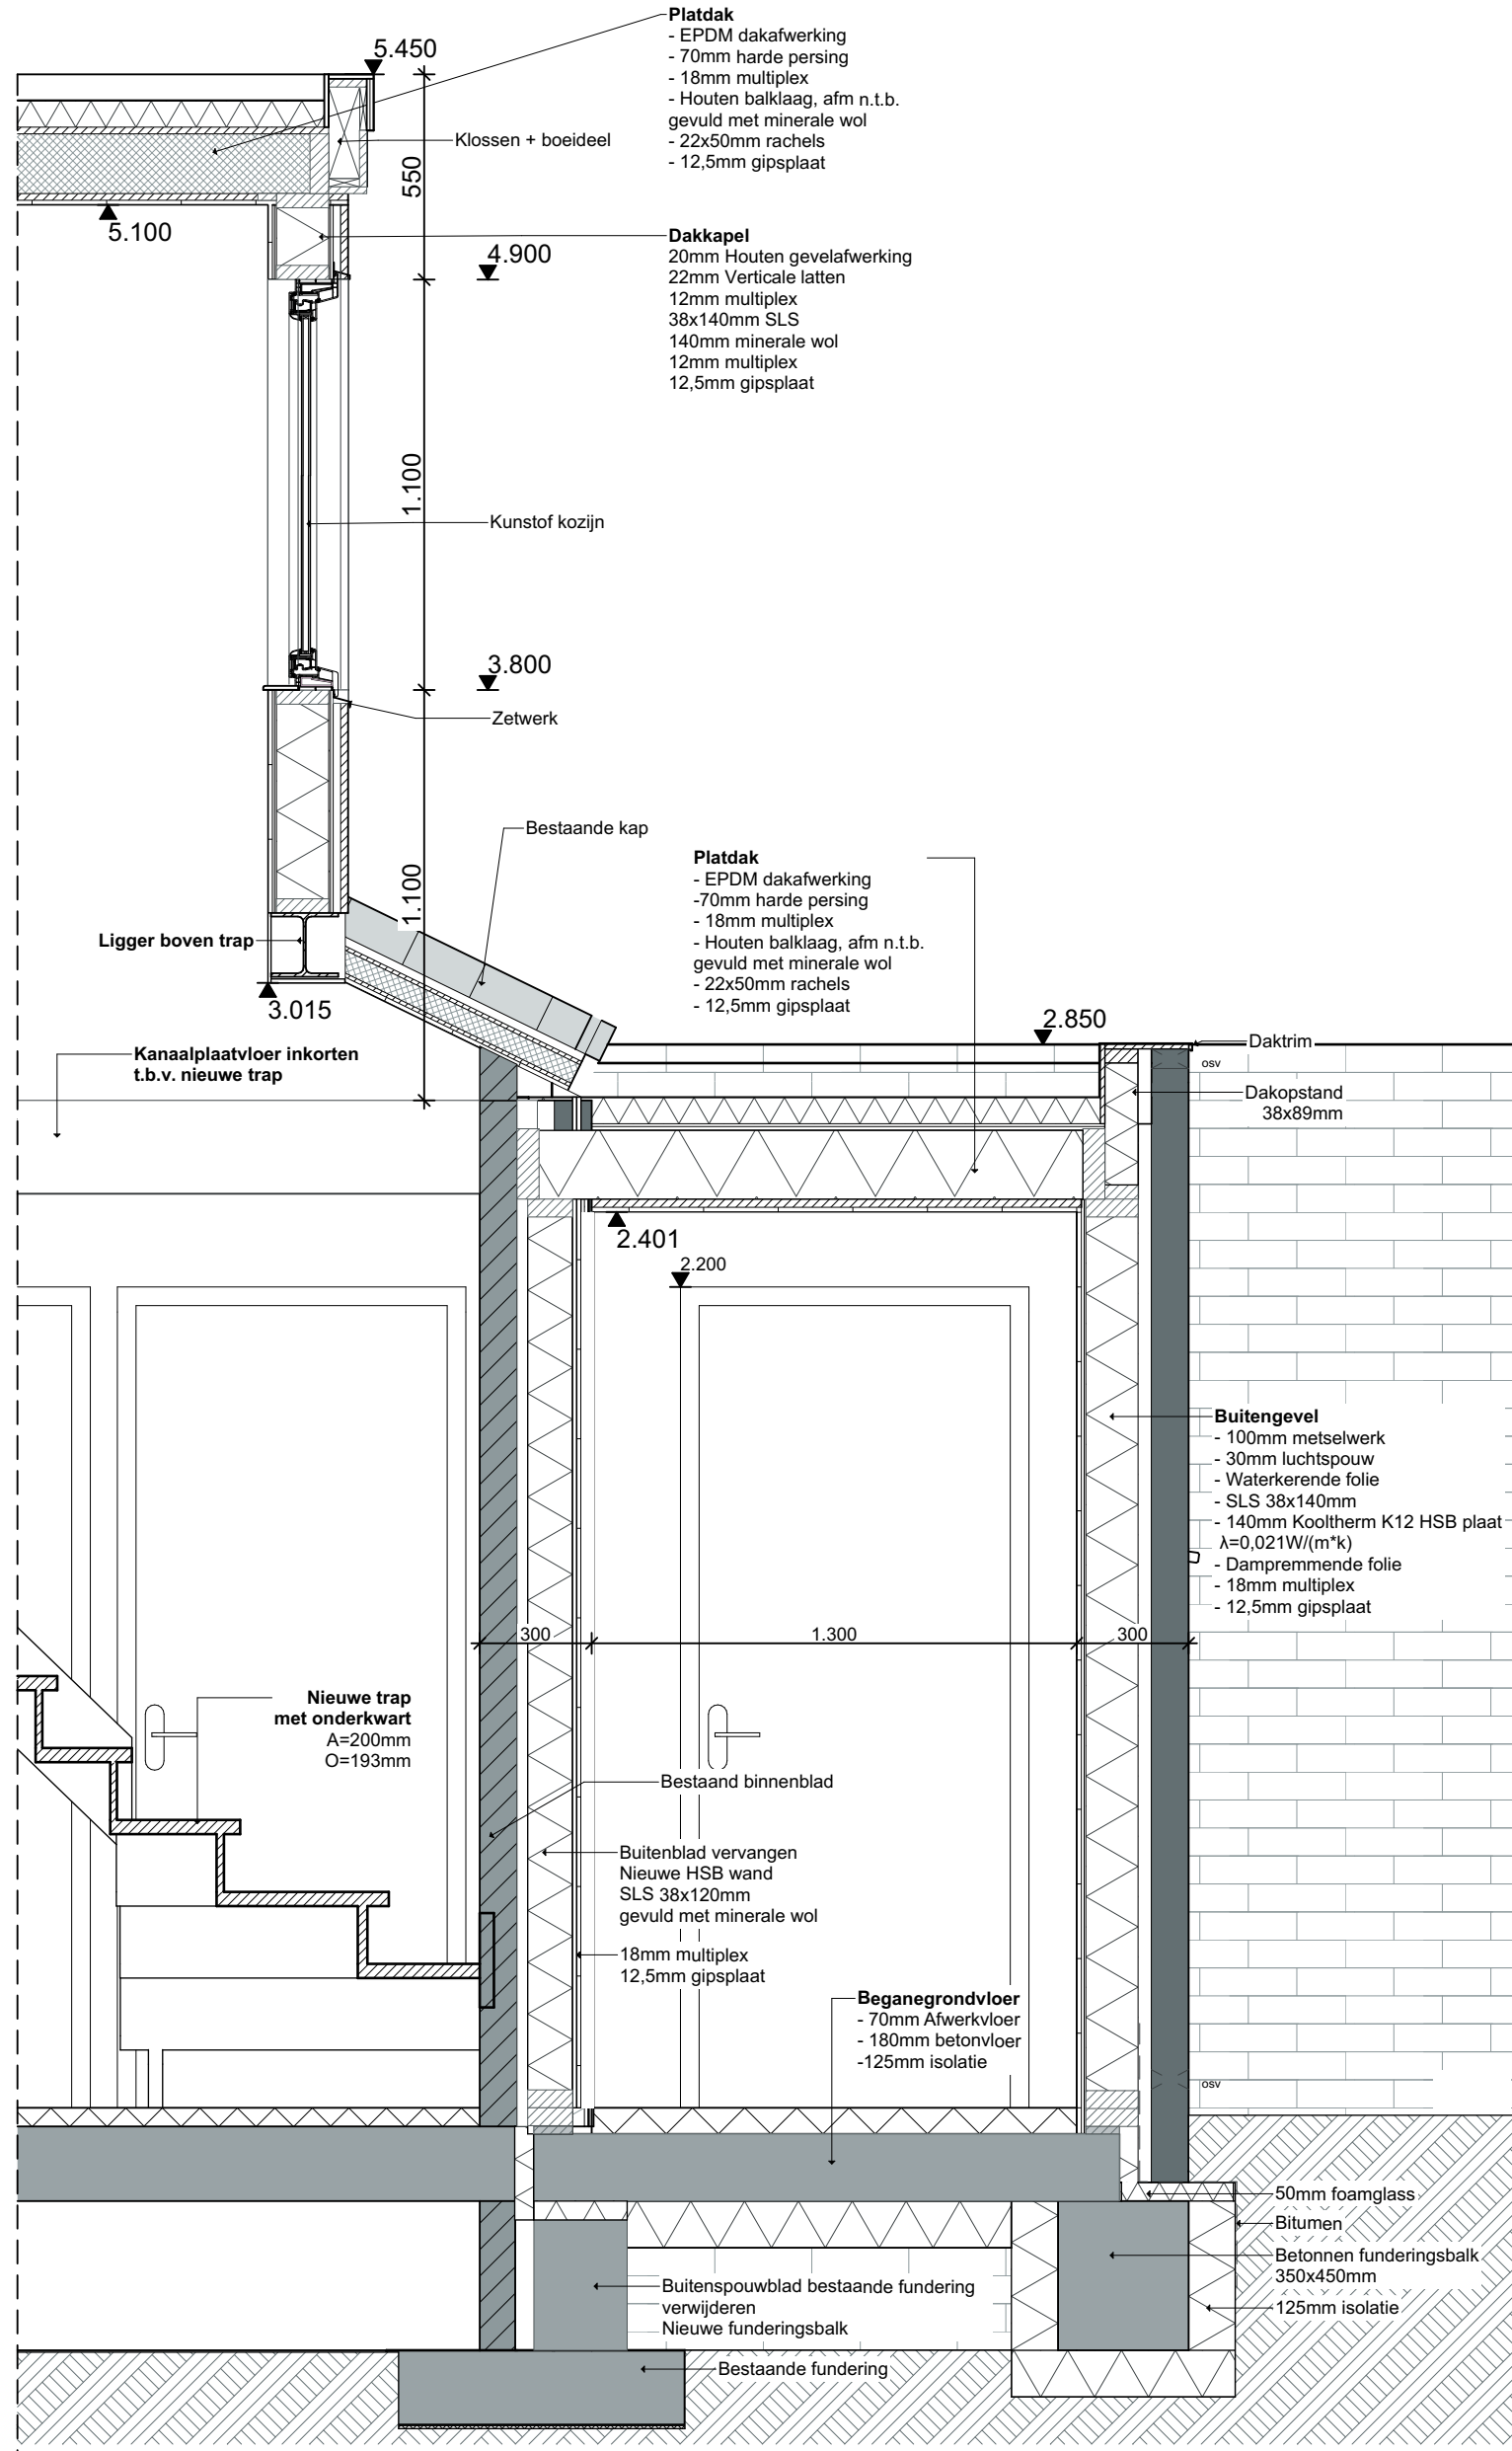 Platdak
- EPDM dakafwerking
- 70mm harde persing
- 18mm multiplex
- Houten balklaag, afm n.t.b.
gevuld met minerale wol
- 22x50mm rachels
- 12,5mm gipsplaat
5.450
Klossen + boeideel
550
5.100
Dakkapel
20mm Houten gevelafwerking
22mm Verticale latten
12mm multiplex
38x140mm SLS
140mm minerale wol
12mm multiplex
12,5mm gipsplaat
4.900
1.100
Kunstof kozijn
3.800
Zetwerk
Bestaande kap
1.100
Platdak
- EPDM dakafwerking
-70mm harde persing
- 18mm multiplex
- Houten balklaag, afm n.t.b.
gevuld met minerale wol
- 22x50mm rachels
- 12,5mm gipsplaat
Ligger boven trap
3.015
2.850
Daktrim
osv
Kanaalplaatvloer inkorten
t.b.v. nieuwe trap
Dakopstand
38x89mm
2.401
2.200
Buitengevel
- 100mm metselwerk
- 30mm luchtspouw
- Waterkerende folie
- SLS 38x140mm
- 140mm Kooltherm K12 HSB plaat
λ=0,021W/(m*k)
- Dampremmende folie
- 18mm multiplex
- 12,5mm gipsplaat
300
1.300
300
Nieuwe trap
met onderkwart
A=200mm
O=193mm
Bestaand binnenblad
Buitenblad vervangen
Nieuwe HSB wand
SLS 38x120mm
gevuld met minerale wol
18mm multiplex
12,5mm gipsplaat
Beganegrondvloer
- 70mm Afwerkvloer
- 180mm betonvloer
-125mm isolatie
osv
50mm foamglass
Bitumen
Betonnen funderingsbalk
350x450mm
125mm isolatie
Buitenspouwblad bestaande fundering
verwijderen
Nieuwe funderingsbalk
Bestaande fundering